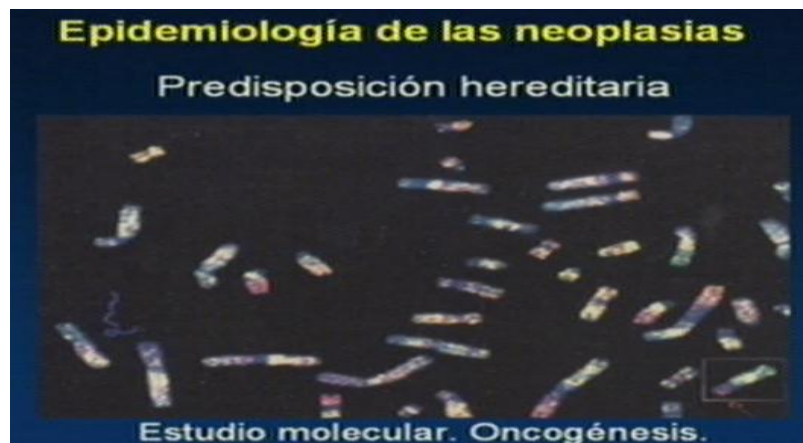 Epidemiología de las neoplasias
Predisposición hereditaria
Estudio molecular. Oncogénesis.